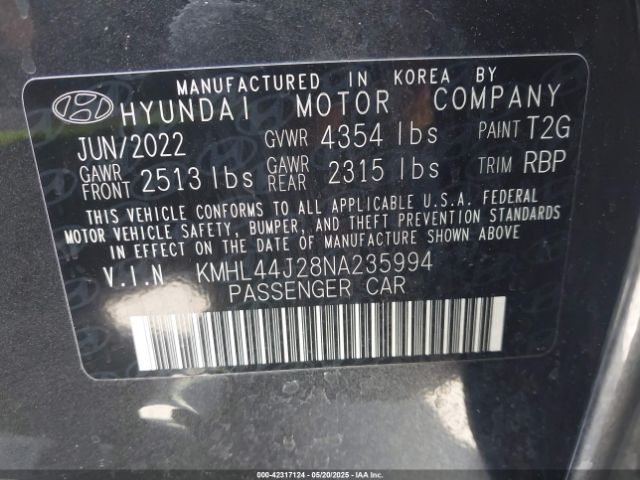 MANUFACTURED IN KOREA BY
HYUNDAI MOTOR COMPANY
JUN/2022 GVWR 4354 lbs PAINT T2G
GAWR FRONT 2513 lbs GAWR REAR 2315 lbs TRIM RBP
THIS VEHICLE CONFORMS TO ALL APPLICABLE U.S.A. FEDERAL
MOTOR VEHICLE SAFETY, BUMPER, AND THEFT PREVENTION STANDARDS
IN EFFECT ON THE DATE OF MANUFACTURE SHOWN ABOVE
V.I.N KMHL44J28NA235994
PASSENGER CAR
000-42317124 - 05/20/2025 - IAAI.COM